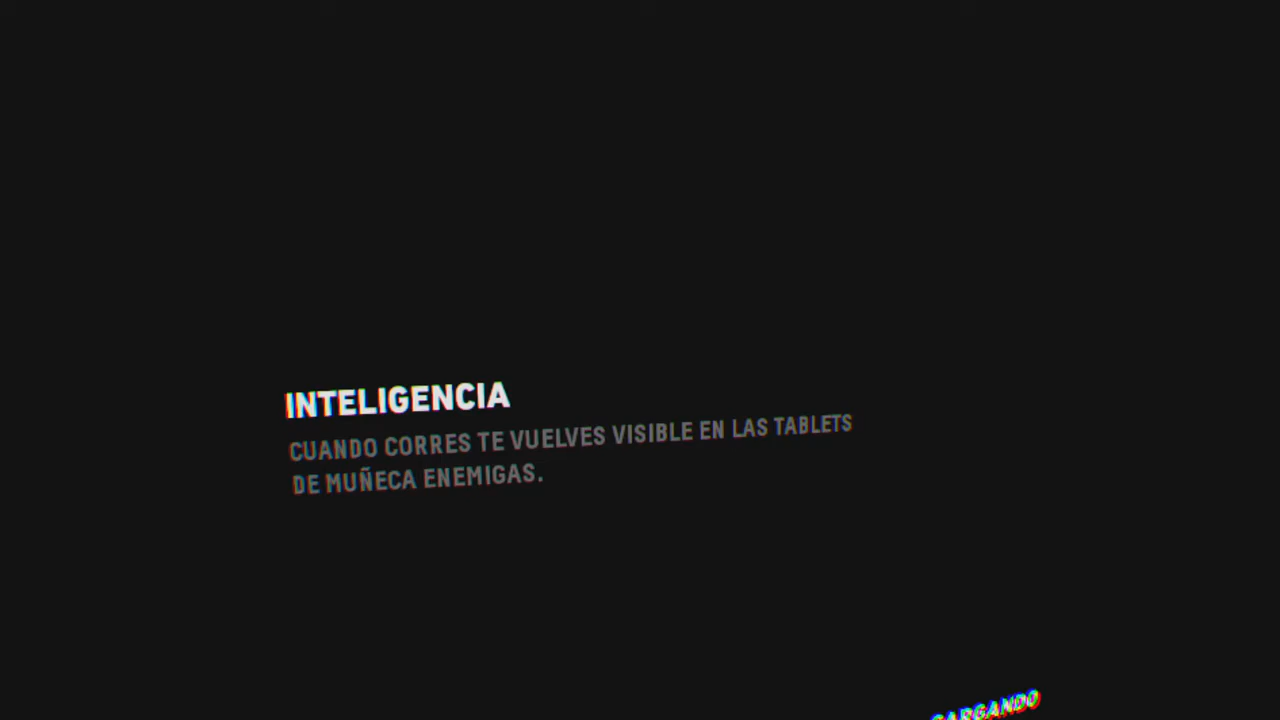 INTELIGENCIA
CUANDO CORRES TE VUELVES VISIBLE EN LAS TABLETS
DE MUÑECA ENEMIGAS.
CARGANDO